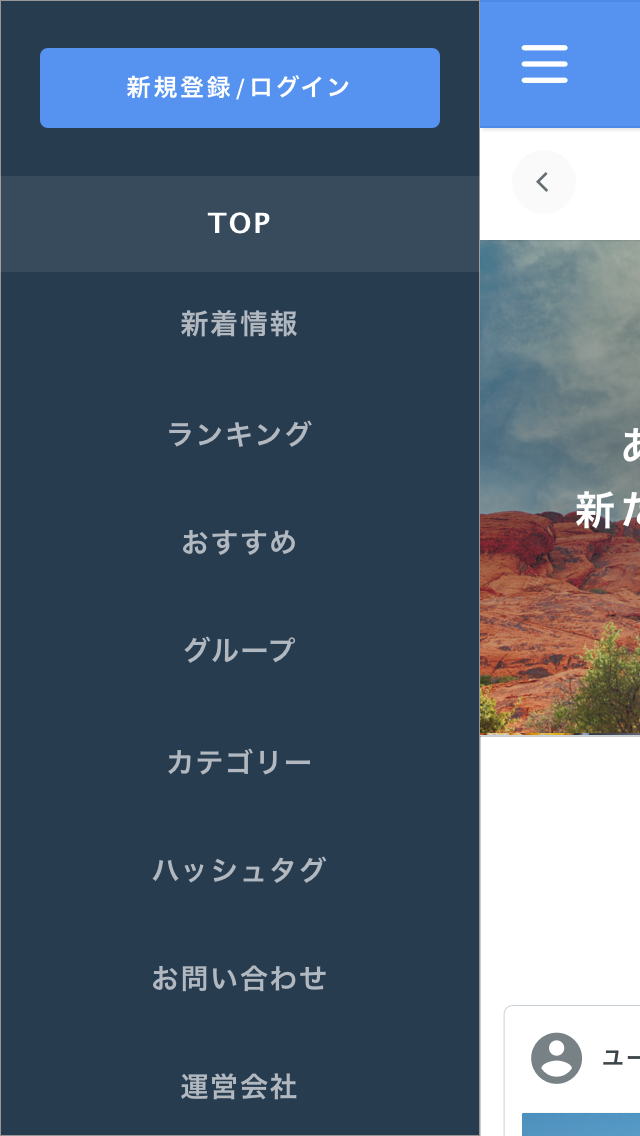 新規登録/ログイン
TOP
新着情報
ランキング
おすすめ
グループ
カテゴリー
ハッシュタグ
お問い合わせ
運営会社
あ
新た
ユー